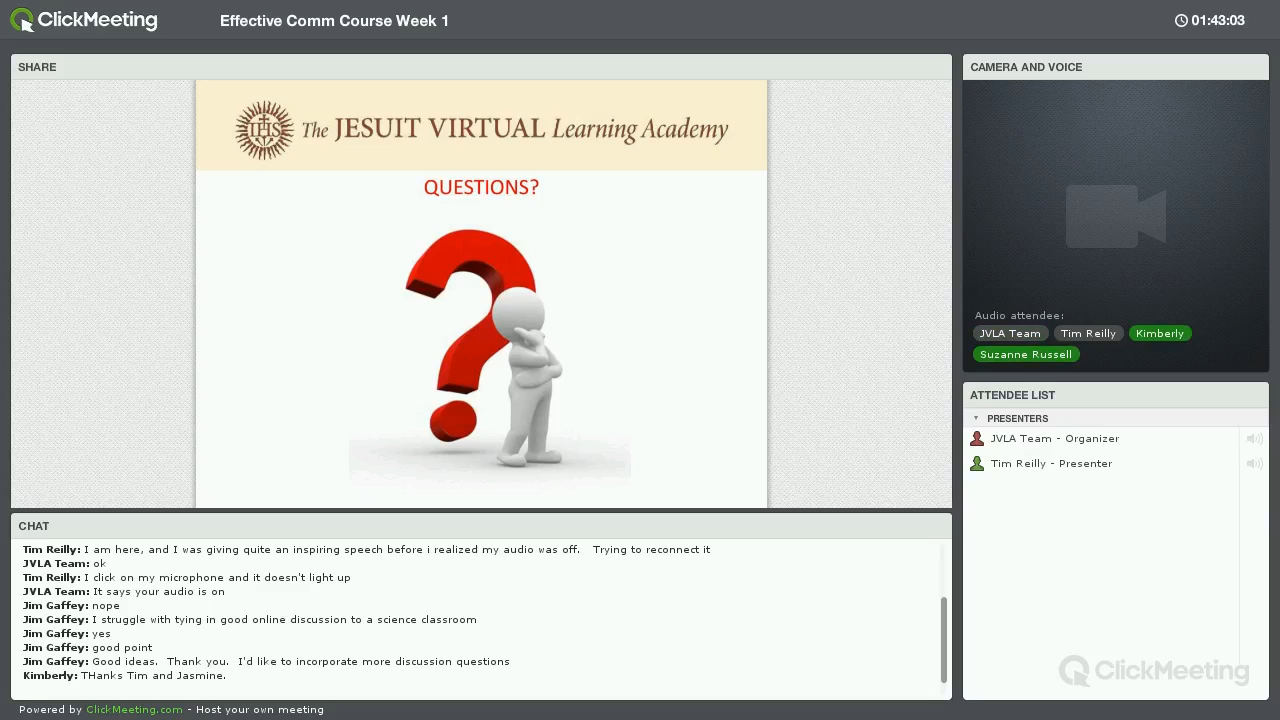 ClickMeeting
Effective Comm Course Week 1
01:43:03
SHARE
IHS The JESUIT VIRTUAL Learning Academy
QUESTIONS?
CAMERA AND VOICE
Audio attendee:
JVLA Team Tim Reilly Kimberly
Suzanne Russell
ATTENDEE LIST
PRESENTERS
JVLA Team - Organizer
Tim Reilly - Presenter
ClickMeeting
CHAT
Tim Reilly: I am here, and I was giving quite an inspiring speech before i realized my audio was off. Trying to reconnect it
JVLA Team: ok
Tim Reilly: I click on my microphone and it doesn't light up
JVLA Team: It says your audio is on
Jim Gaffey: nope
Jim Gaffey: I struggle with tying in good online discussion to a science classroom
Jim Gaffey: yes
Jim Gaffey: good point
Jim Gaffey: Good ideas. Thank you. I'd like to incorporate more discussion questions
Kimberly: THanks Tim and Jasmine.
Powered by ClickMeeting.com - Host your own meeting